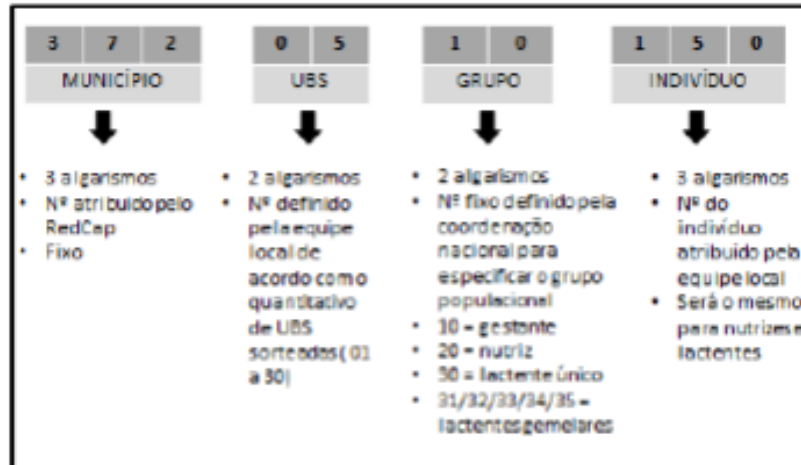 3 7 2
MUNICÍPIO
• 3 algarismos
• Nº atribuido pelo
RedCap
• Fixo
0 5
UBS
• 2 algarismos
• Nº definido
pela equipe
local de
acordo com o
quantitativo
de UBS
sorteadas ( 01
a 30)
1 0
GRUPO
• 2 algarismos
• Nº fixo definido pela
coordenação
nacional para
especificar o grupo
populacional
• 10 = gestante
• 20 = nutriz
• 30 = lactente único
• 31/32/33/34/35 =
lactentes gemelares
1 5 0
INDIVÍDUO
• 3 algarismos
• Nº do
indivíduo
atribuido pela
equipe local
• Será o mesmo
para nutrizes e
lactentes